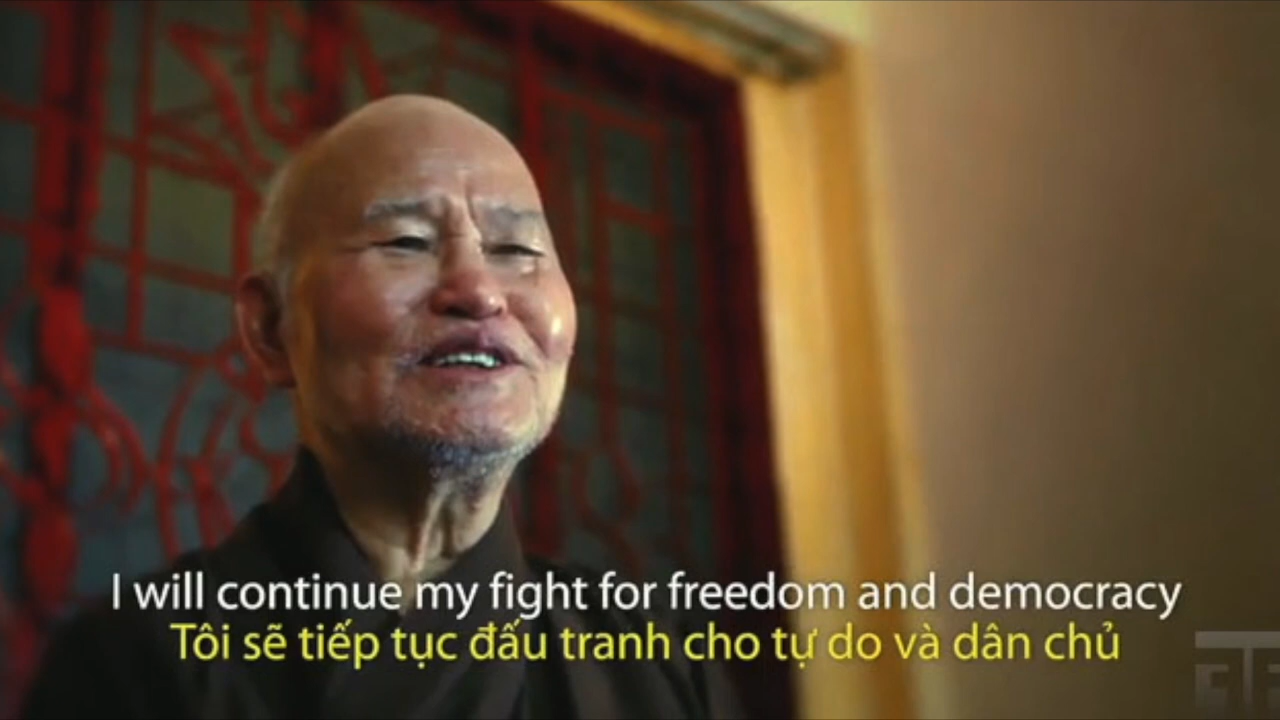 I will continue my fight for freedom and democracy
Tôi sẽ tiếp tục đấu tranh cho tự do và dân chủ